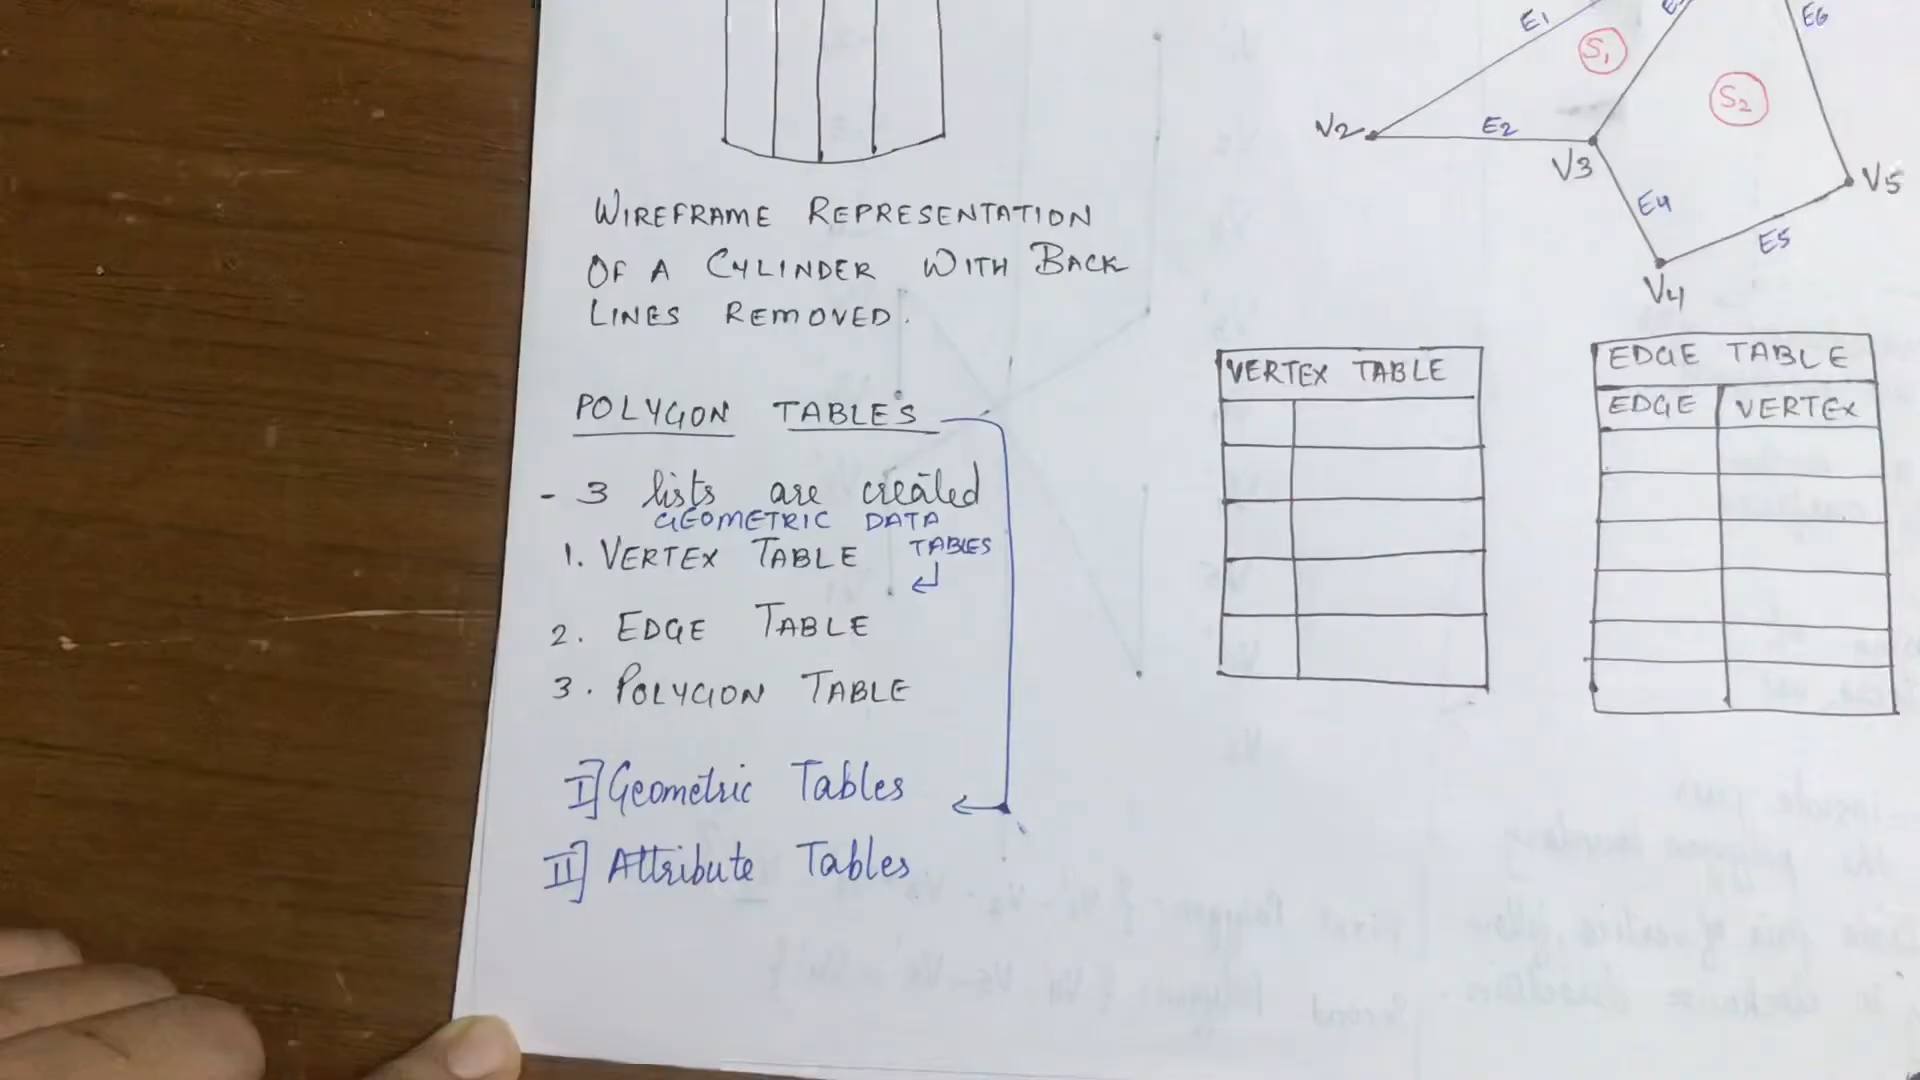 WIREFRAME REPRESENTATION
OF A CYLINDER WITH BACK
LINES REMOVED.
POLYGON TABLES
- 3 lists are created
GEOMETRIC DATA
TABLES
1. VERTEX TABLE
2. EDGE TABLE
3. POLYGON TABLE
I] Geometric Tables
II] Attribute Tables
E1
E6
S1
S2
V2
E2
V3
V5
E4
E5
V4
VERTEX TABLE
EDGE TABLE
EDGE VERTEX